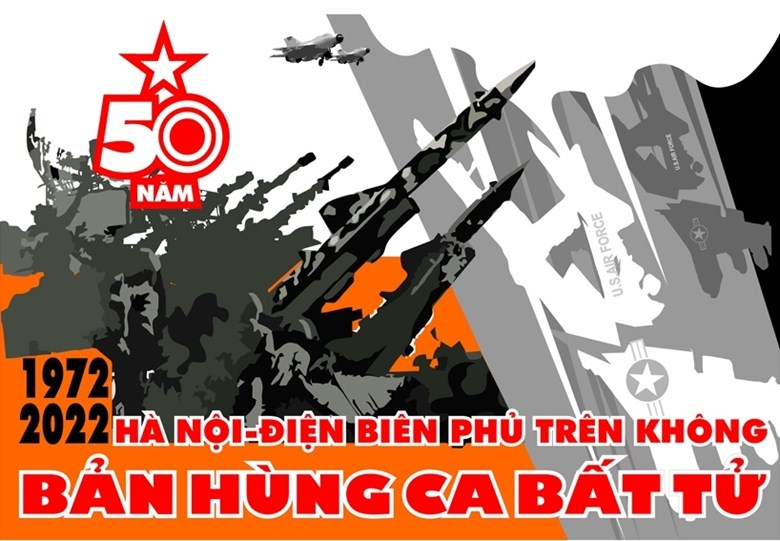 50
NĂM
U.S.AIR FORCE
U.S. AIR FORCE
1972
2022 HÀ NỘI-ĐIỆN BIÊN PHỦ TRÊN KHÔNG
BẢN HÙNG CA BẤT TỬ